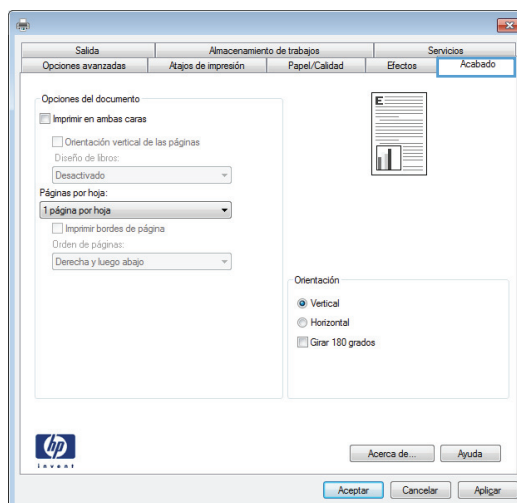 Salida Almacenamiento de trabajos Servicios
Opciones avanzadas Atajos de impresión Papel/Calidad Efectos Acabado
Opciones del documento
Imprimir en ambas caras
Orientación vertical de las páginas
Diseño de libros:
Desactivado
Páginas por hoja:
1 página por hoja
Imprimir bordes de página
Orden de páginas:
Derecha y luego abajo
E
Orientación
Vertical
Horizontal
Girar 180 grados
hp
invent
Acerca de... Ayuda
Aceptar Cancelar Aplicar